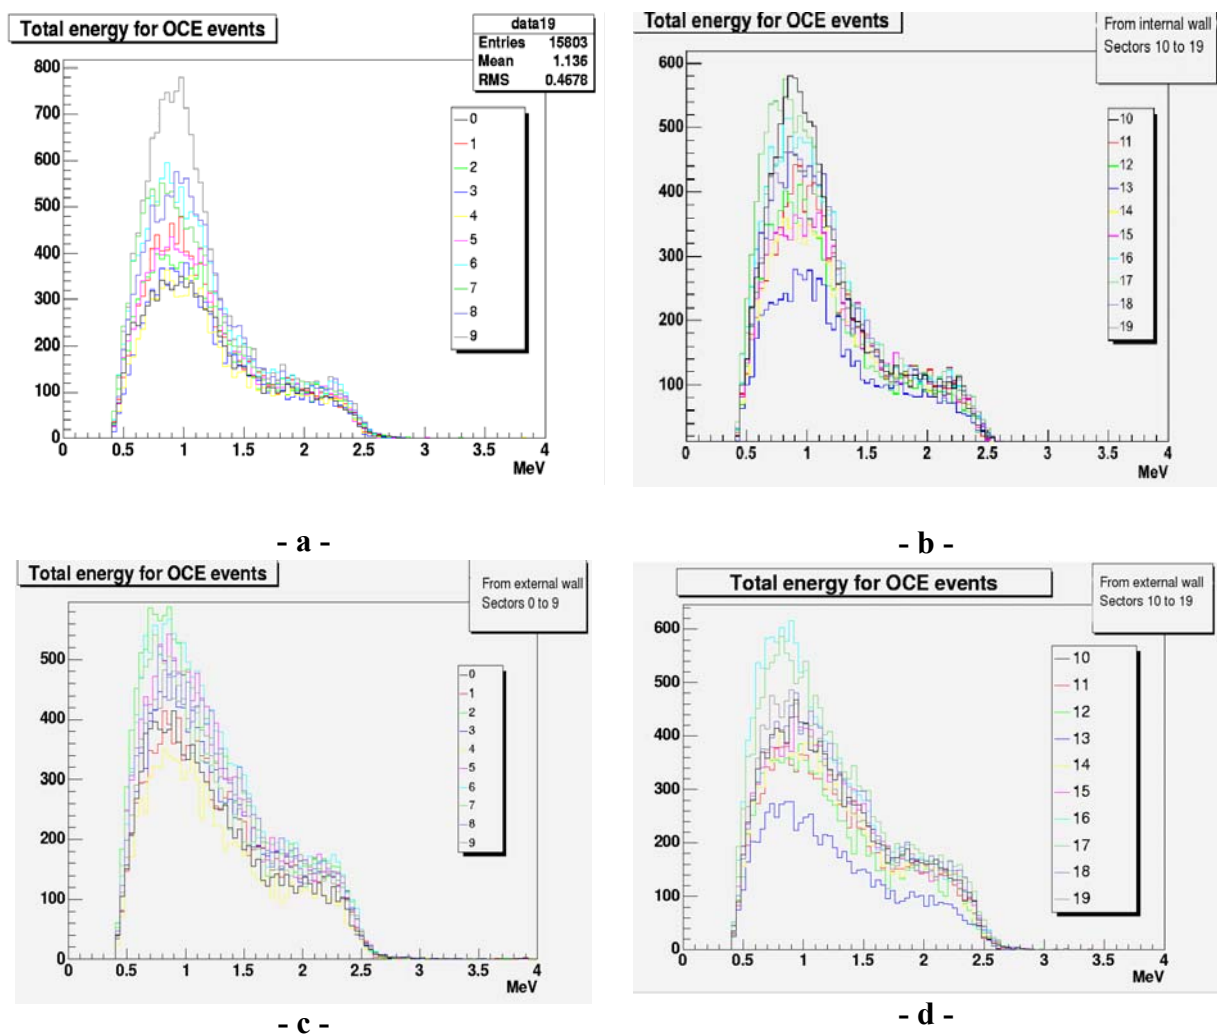 Total energy for OCE events
data19
Entries 15803
Mean 1.136
RMS 0.4678
800
700
600
500
400
300
200
100
0
0 0.5 1 1.5 2 2.5 3 3.5 4
MeV
0
1
2
3
4
5
6
7
8
9
- a -
Total energy for OCE events
From internal wall
Sectors 10 to 19
600
500
400
300
200
100
0 0.5 1 1.5 2 2.5 3 3.5 4
MeV
10
11
12
13
14
15
16
17
18
19
- b -
Total energy for OCE events
From external wall
Sectors 0 to 9
500
400
300
200
100
0
0 0.5 1 1.5 2 2.5 3 3.5 4
MeV
0
1
2
3
4
5
6
7
8
9
- c -
Total energy for OCE events
From external wall
Sectors 10 to 19
600
500
400
300
200
100
0
0 0.5 1 1.5 2 2.5 3 3.5 4
MeV
10
11
12
13
14
15
16
17
18
19
- d -